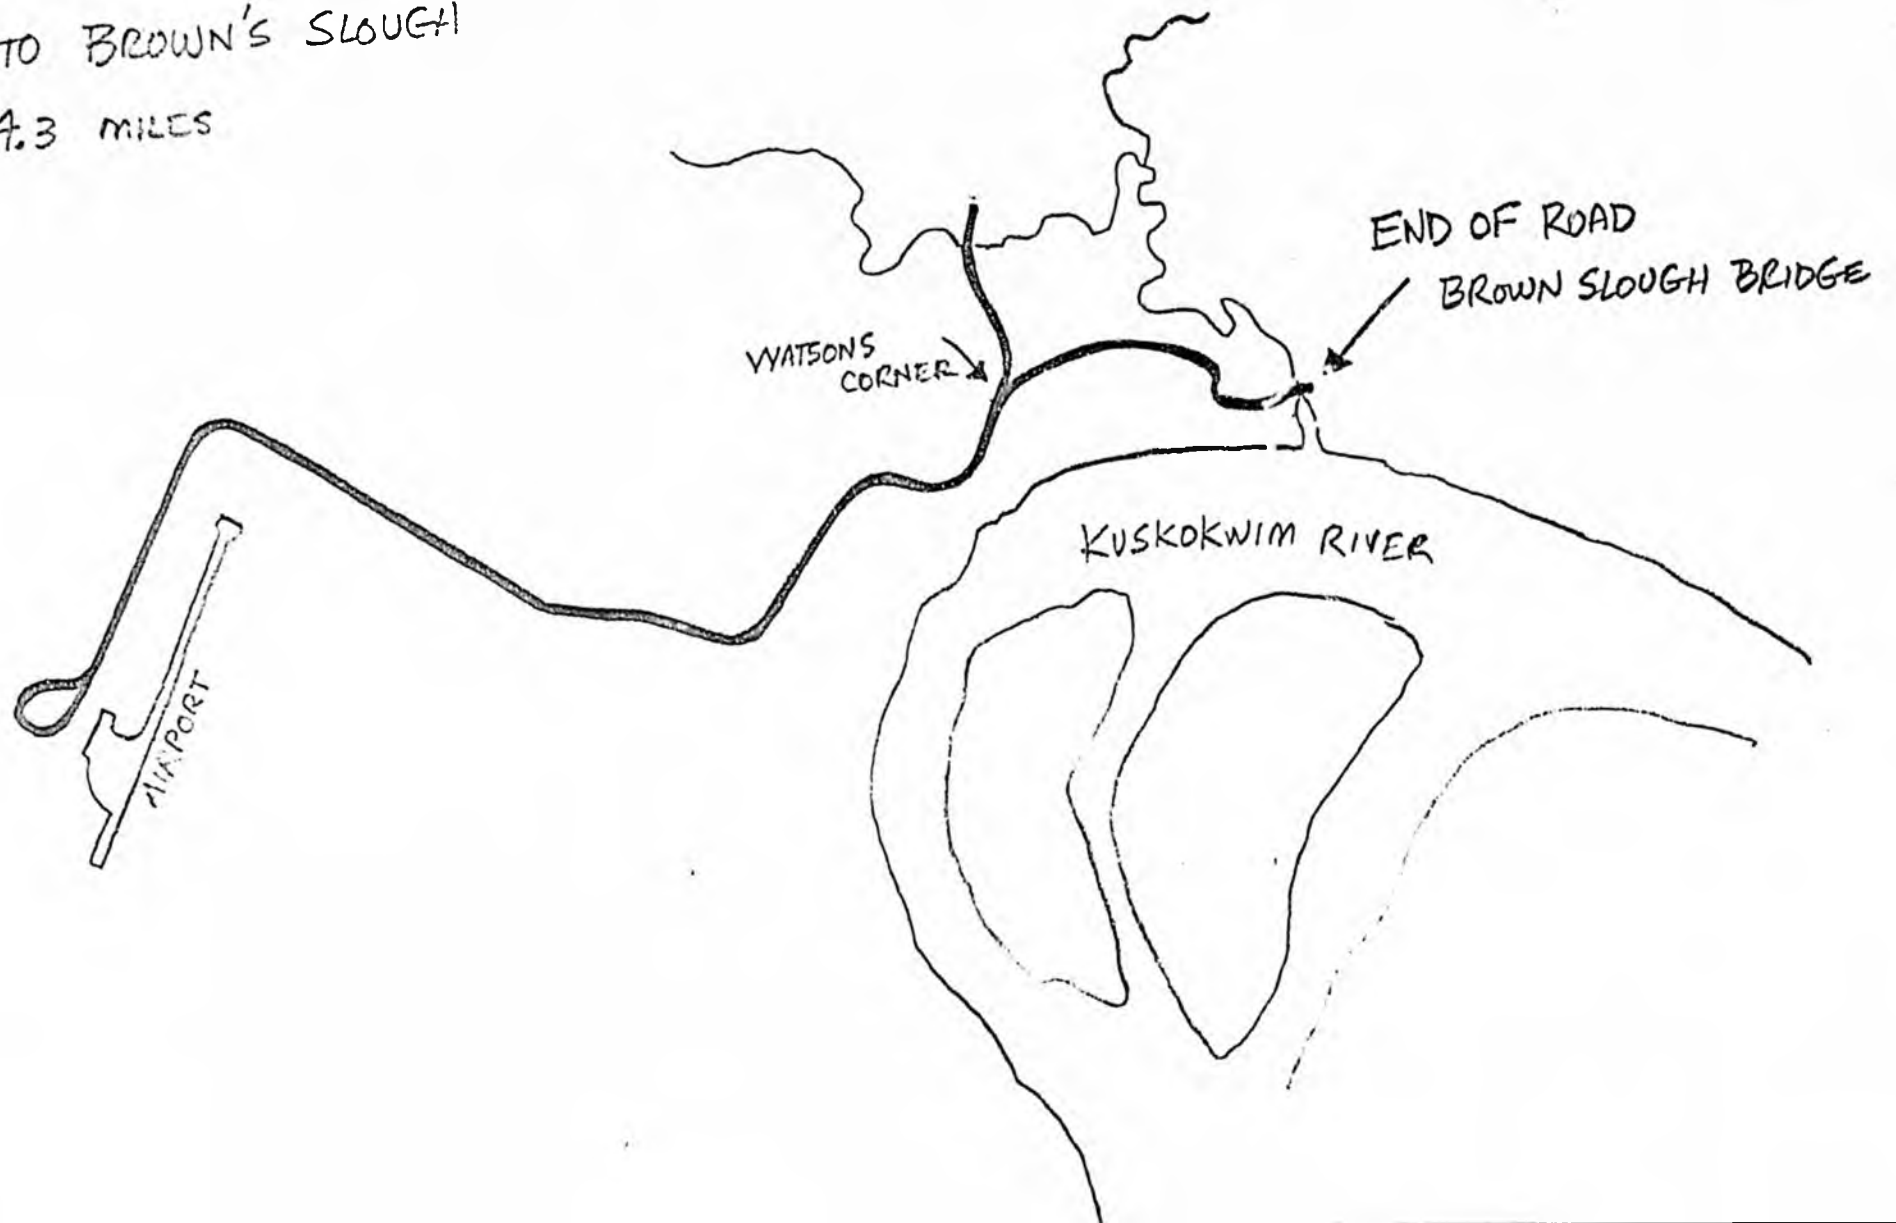 TO BROWN'S SLOUGH
4.3 MILES
END OF ROAD
BROWN SLOUGH BRIDGE
WATSONS
CORNER
KUSKOKWIM RIVER
AIRPORT